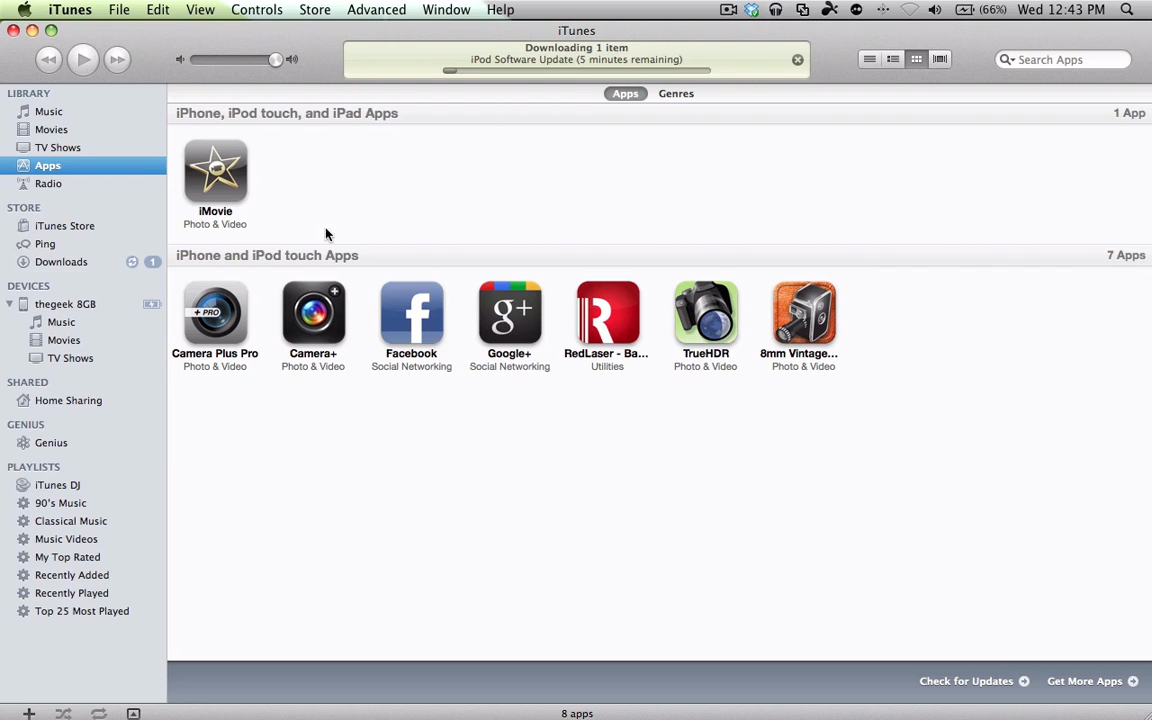 iTunes File Edit View Controls Store Advanced Window Help (66%) Wed 12:43 PM
iTunes
Downloading 1 item
iPod Software Update (5 minutes remaining)
Search Apps
LIBRARY
Music
Movies
TV Shows
Apps
Radio
STORE
iTunes Store
Ping
Downloads 1
DEVICES
thegeek 8GB
Music
Movies
TV Shows
SHARED
Home Sharing
GENIUS
Genius
PLAYLISTS
iTunes DJ
90's Music
Classical Music
Music Videos
My Top Rated
Recently Added
Recently Played
Top 25 Most Played
Apps Genres
iPhone, iPod touch, and iPad Apps 1 App
iMovie
Photo & Video
iPhone and iPod touch Apps 7 Apps
+ PRO
g+
R
Camera Plus Pro Camera+ Facebook Google+ RedLaser - Ba... TrueHDR 8mm Vintage...
Photo & Video Photo & Video Social Networking Social Networking Utilities Photo & Video Photo & Video
Check for Updates Get More Apps
8 apps